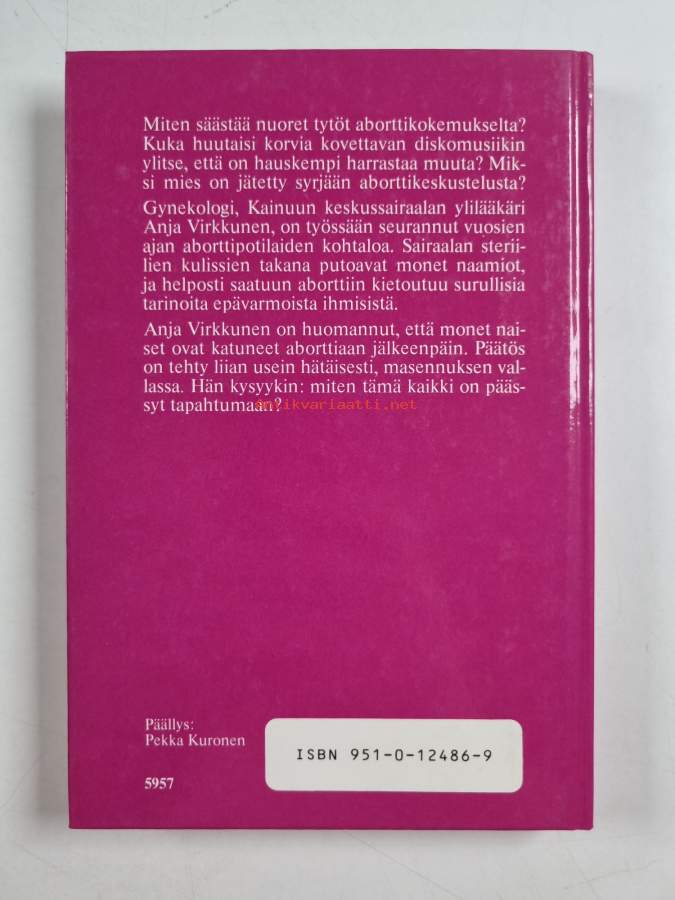 Miten säästää nuoret tytöt aborttikokemukselta?
Kuka huutaisi korvia kovettavan diskomusiikin
ylitse, että on hauskempi harrastaa muuta? Mik-
si mies on jätetty syrjään aborttikeskustelusta?
Gynekologi, Kainuun keskussairaalan ylilääkäri
Anja Virkkunen, on työssään seurannut vuosien
ajan aborttipotilaiden kohtaloa. Sairaalan sterii-
lien kulissien takana putoavat monet naamiot,
ja helposti saatuun aborttiin kietoutuu surullisia
tarinoita epävarmoista ihmisistä.
Anja Virkkunen on huomannut, että monet nai-
set ovat katuneet aborttiaan jälkeenpäin. Päätös
on tehty liian usein hätäisesti, masennuksen val-
lassa. Hän kysyykin: miten tämä kaikki on pääs-
syt tapahtumaan?
antikvariaatti.net
Päällys:
Pekka Kuronen
ISBN 951-0-12486-9
5957